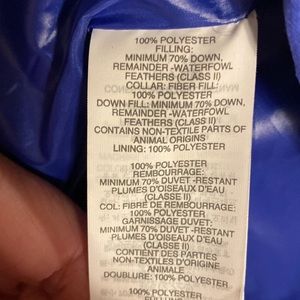 100% POLYESTER
FILLING:
MINIMUM 70% DOWN,
REMAINDER -WATERFOWL
FEATHERS (CLASS II)
COLLAR: FIBER FILL:
100% POLYESTER
DOWN FILL: MINIMUM 70% DOWN,
REMAINDER -WATERFOWL
FEATHERS (CLASS II)
CONTAINS NON-TEXTILE PARTS OF
ANIMAL ORIGINS
LINING: 100% POLYESTER
100% POLYESTER
REMBOURRAGE:
MINIMUM 70% DUVET -RESTANT
PLUMES D'OISEAUX D'EAU
(CLASSE II)
COL: FIBRE DE REMBOURRAGE:
100% POLYESTER
GARNISSAGE DUVET:
MINIMUM 70% DUVET -RESTANT
PLUMES D'OISEAUX D'EAU
(CLASSE II)
CONTIENT DES PARTIES
NON-TEXTILES D'ORIGINE
ANIMALE
DOUBLURE: 100% POLYESTER
100% POLYESTER